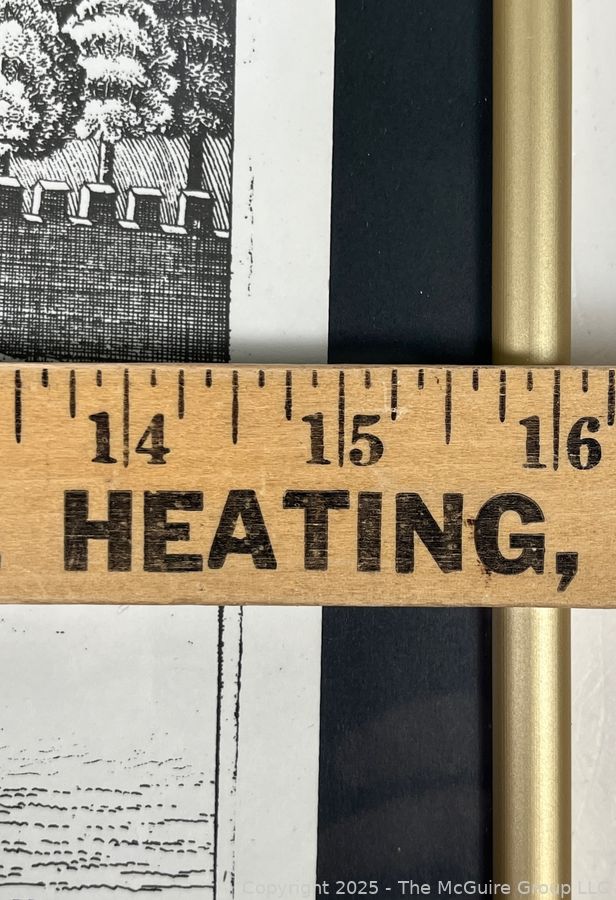 14 15 16
HEATING,
Copyright 2025 - The McGuire Group LLC